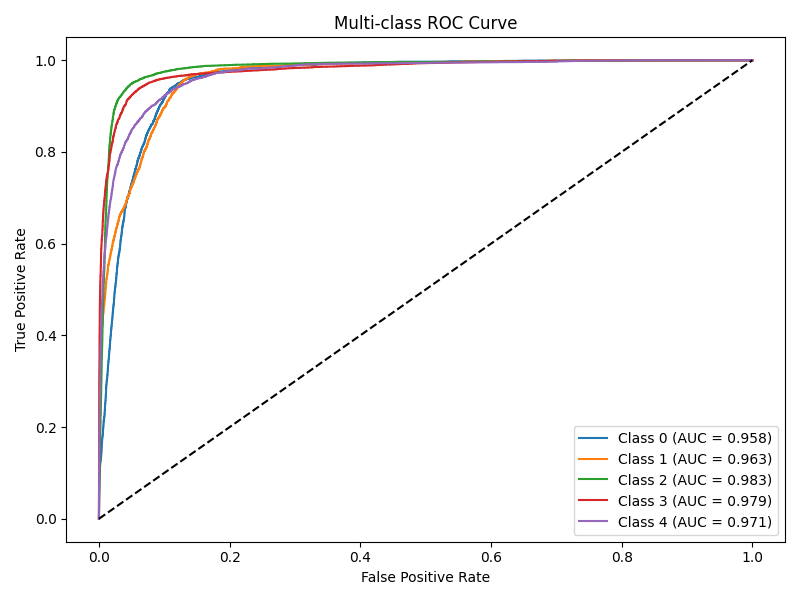 Multi-class ROC Curve
1.0
0.8
0.6
0.4
0.2
0.0
True Positive Rate
Class 0 (AUC = 0.958)
Class 1 (AUC = 0.963)
Class 2 (AUC = 0.983)
Class 3 (AUC = 0.979)
Class 4 (AUC = 0.971)
0.0 0.2 0.4 0.6 0.8 1.0
False Positive Rate